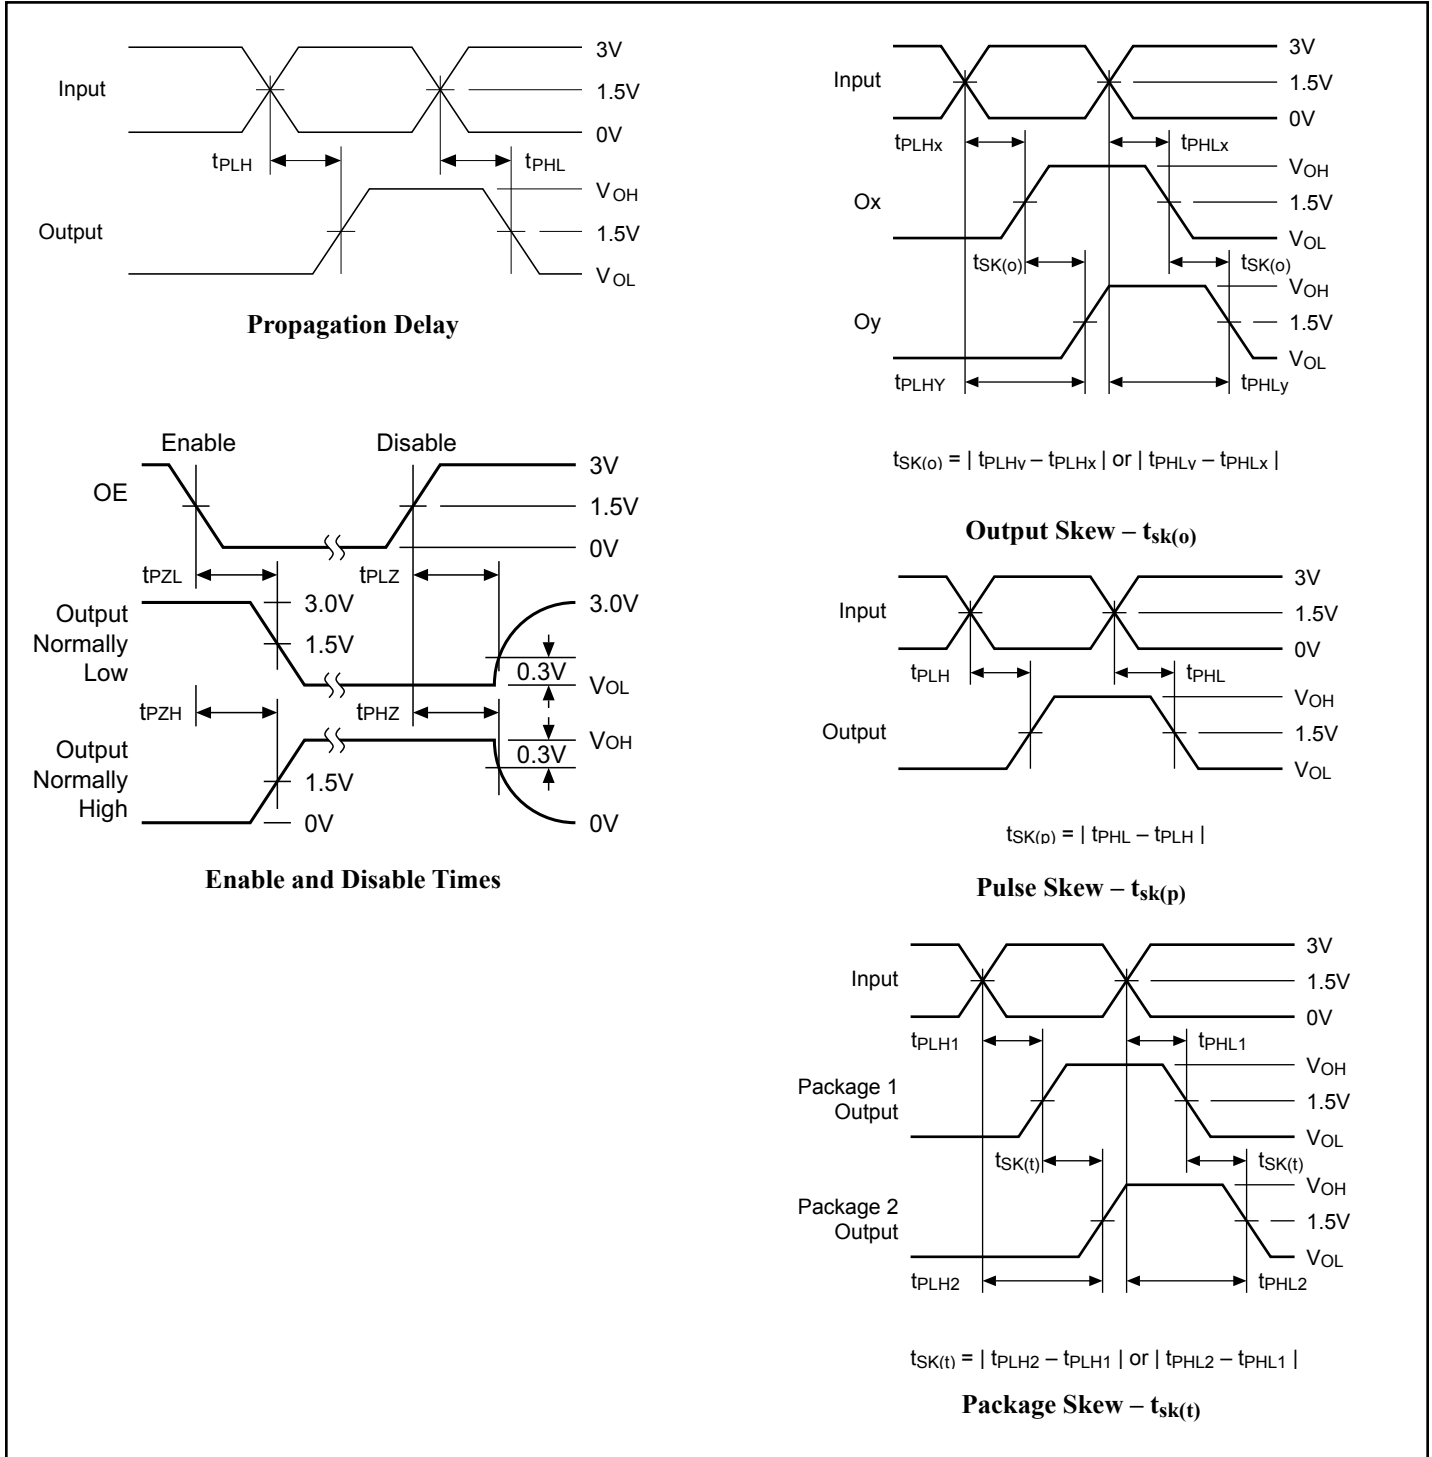 Input
3V
1.5V
0V
tPLH
tPHL
Output
VOH
1.5V
VOL
Propagation Delay
Enable
Disable
OE
3V
1.5V
0V
tPZL
tPLZ
Output
Normally
Low
3.0V
1.5V
3.0V
0.3V
VOL
tPZH
tPHZ
Output
Normally
High
1.5V
0V
VOH
0.3V
0V
Enable and Disable Times
Input
3V
1.5V
0V
tPLHx
tPHLx
Ox
VOH
1.5V
VOL
tSK(o)
tSK(o)
Oy
VOH
1.5V
VOL
tPLHY
tPHLy
tSK(o) = | tPLHy – tPLHx | or | tPHLy – tPHLx |
Output Skew – tsk(o)
Input
3V
1.5V
0V
tPLH
tPHL
Output
VOH
1.5V
VOL
tSK(p) = | tPHL – tPLH |
Pulse Skew – tsk(p)
Input
3V
1.5V
0V
tPLH1
tPHL1
Package 1
Output
VOH
1.5V
VOL
tSK(t)
tSK(t)
Package 2
Output
VOH
1.5V
VOL
tPLH2
tPHL2
tSK(t) = | tPLH2 – tPLH1 | or | tPHL2 – tPHL1 |
Package Skew – tsk(t)